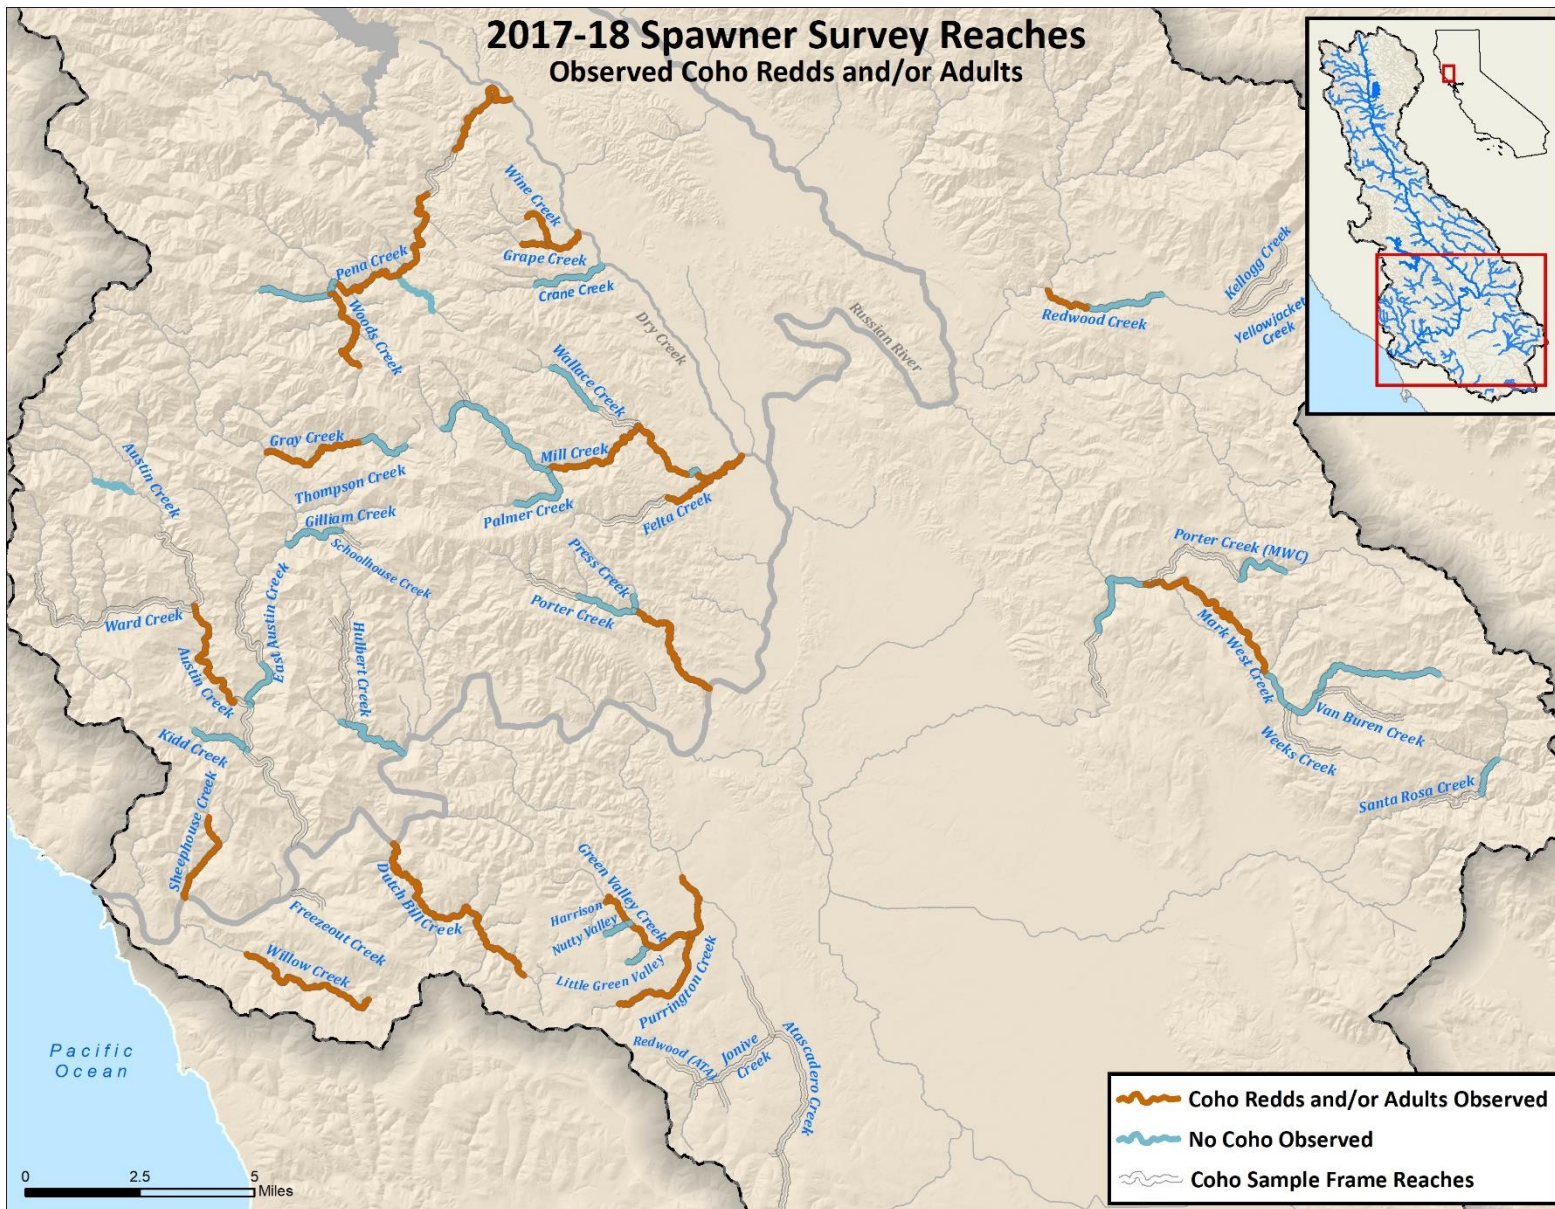 2017-18 Spawner Survey Reaches
Observed Coho Redds and/or Adults
Wine Creek
Grape Creek
Crane Creek
Pena Creek
Woods Creek
Dry Creek
Russian River
Kellogg Creek
Yellowjacket
Creek
Redwood Creek
Wallace Creek
Gray Creek
Mill Creek
Austin Creek
Thompson Creek
Palmer Creek
Felta Creek
Gilliam Creek
Schoolhouse Creek
Press Creek
Porter Creek (MWC)
East Austin Creek
Porter Creek
Ward Creek
Hulbert Creek
Mark West Creek
Austin Creek
Van Buren Creek
Kidd Creek
Weeks Creek
Santa Rosa Creek
Sheephouse Creek
Dutch Bill Creek
Green Valley Creek
Harrison
Nutty Valley
Freezeout Creek
Willow Creek
Little Green Valley
Purrington Creek
Redwood (ATA)
Jonive
Creek
Atascadero Creek
Pacific
Ocean
Coho Redds and/or Adults Observed
No Coho Observed
Coho Sample Frame Reaches
0 2.5 5
Miles